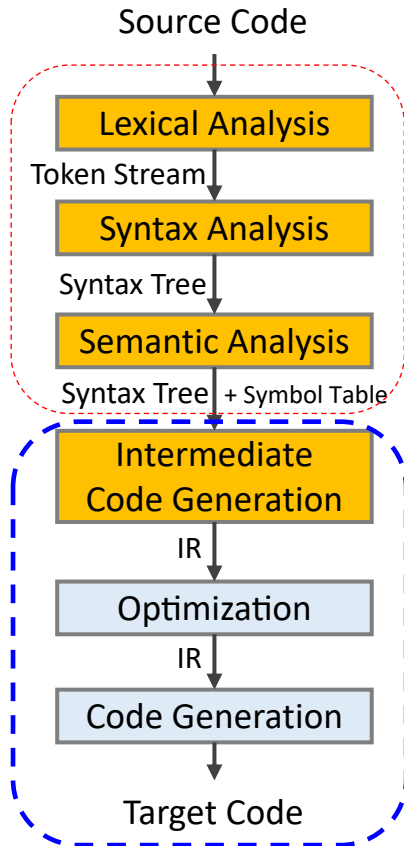 Source Code
Lexical Analysis
Token Stream
Syntax Analysis
Syntax Tree
Semantic Analysis
Syntax Tree + Symbol Table
Intermediate
Code Generation
IR
Optimization
IR
Code Generation
Target Code